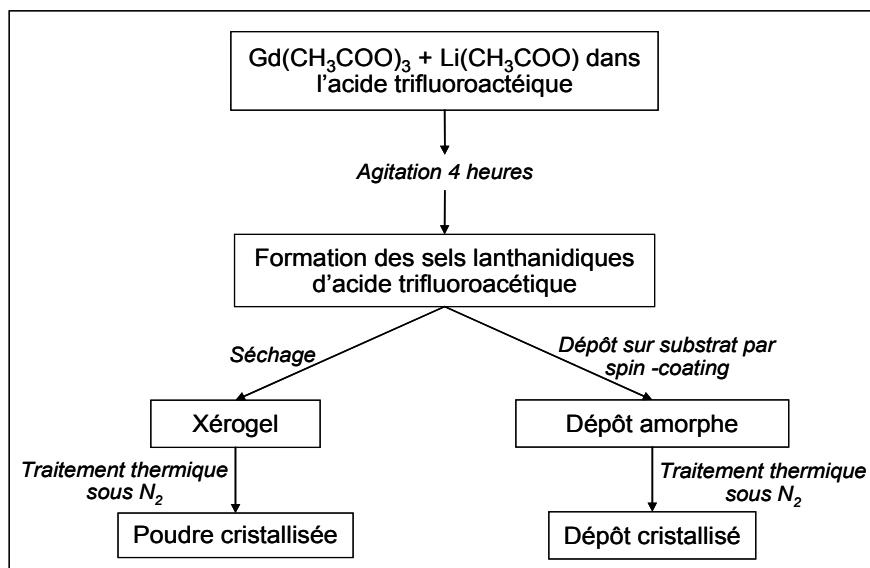 Gd(CH₃COO)₃ + Li(CH₃COO) dans
l'acide trifluoroactéique
Agitation 4 heures
Formation des sels lanthanidiques
d'acide trifluoroacétique
Séchage
Dépôt sur substrat par
spin -coating
Xérogel
Dépôt amorphe
Traitement thermique
sous N₂
Traitement thermique
sous N₂
Poudre cristallisée
Dépôt cristallisé